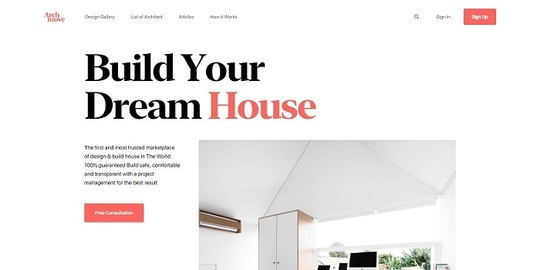 Arch
move
Design Gallery
List of Architect
Articles
How it Works
Sign In
Sign Up
Build Your
Dream House
The first and most trusted marketplace
of design & build house in The World.
100% guaranteed Build safe, comfortable
and transparent with a project
management for the best result
Free Consultation